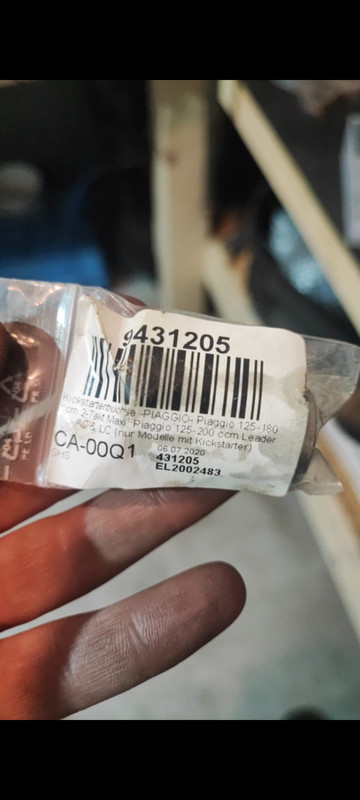 9431205
Kickstarterbuchse -PIAGGIO- Piaggio 125-180
ccm 2-Takt Maxi, Piaggio 125-200 ccm Leader
AC & LC (nur Modelle mit Kickstarter)
CA-00Q1
06.07.2020
431205
EL2002483